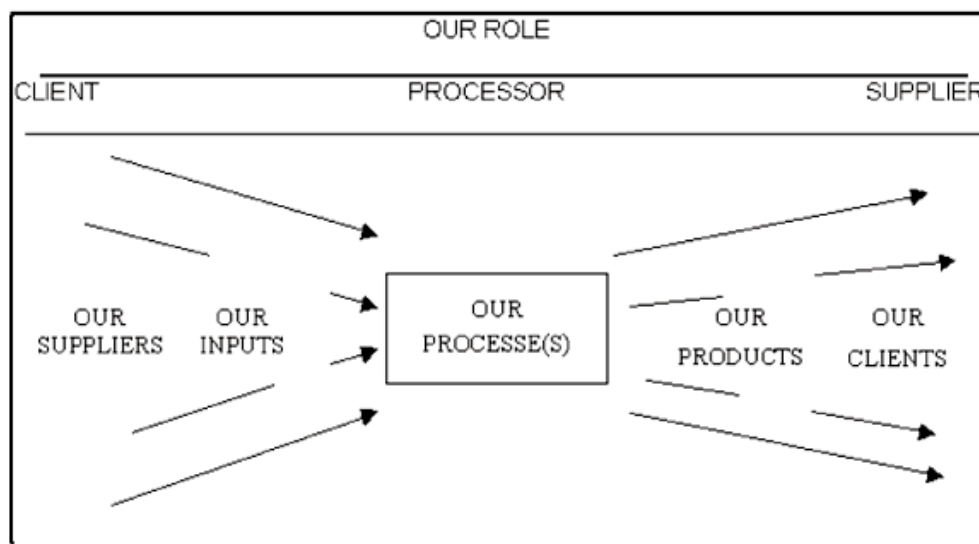 OUR ROLE
CLIENT PROCESSOR SUPPLIER
OUR SUPPLIERS
OUR INPUTS
OUR PROCESSE(S)
OUR PRODUCTS
OUR CLIENTS